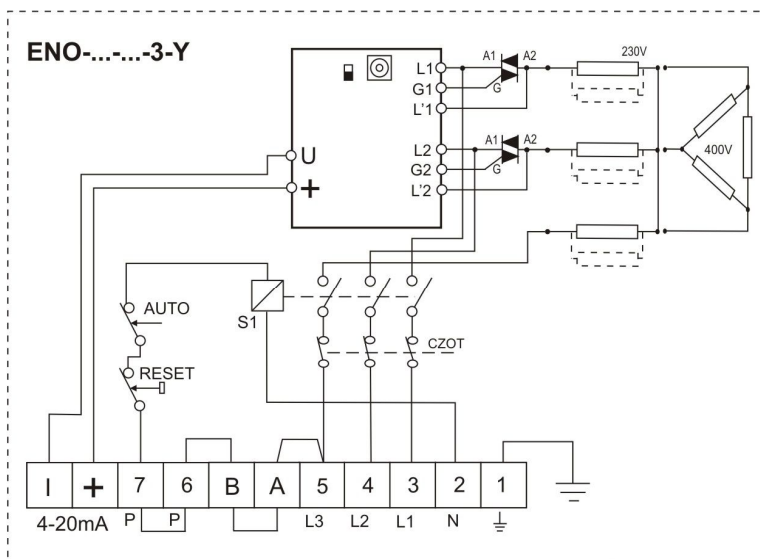 ENO-...-...-3-Y
L1
G1
L'1
L2
G2
L'2
U
+
A1 A2
G
230V
A1 A2
G
400V
AUTO
S1
CZOT
RESET
I + 7 6 B A 5 4 3 2 1
4-20mA P P L3 L2 L1 N